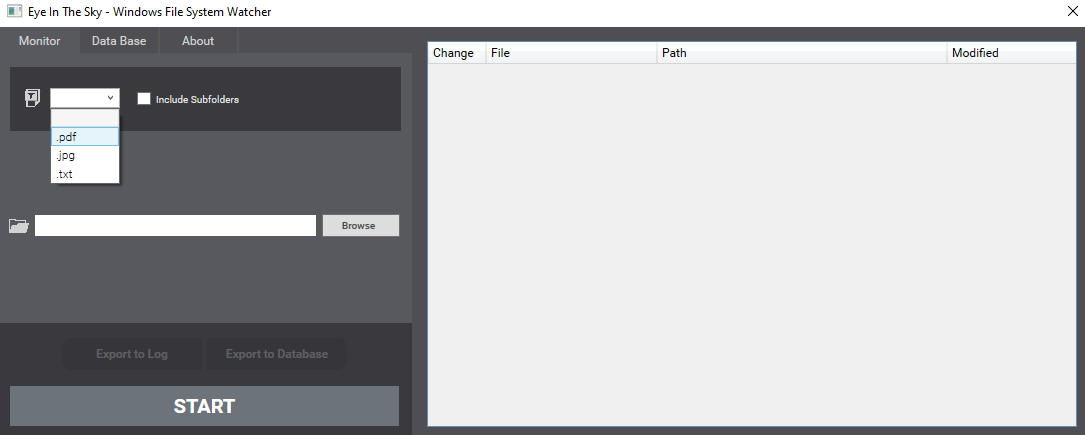 Eye In The Sky - Windows File System Watcher
Monitor
Data Base
About
Include Subfolders
.pdf
.jpg
.txt
Browse
Export to Log
Export to Database
START
Change
File
Path
Modified